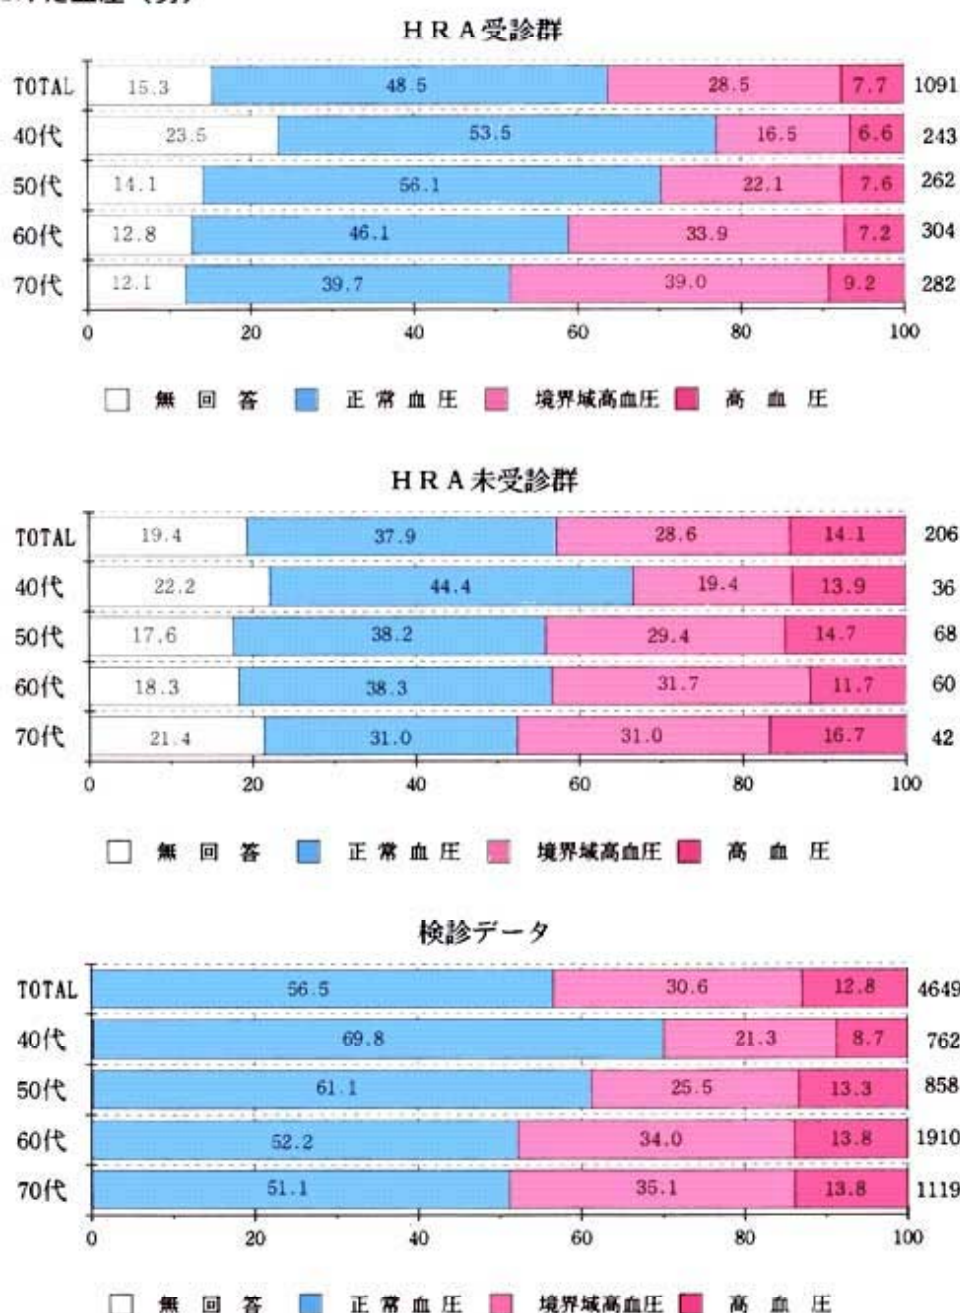 HRA受診群
TOTAL 15.3 48.5 28.5 7.7 1091
40代 23.5 53.5 16.5 6.6 243
50代 14.1 56.1 22.1 7.6 262
60代 12.8 46.1 33.9 7.2 304
70代 12.1 39.7 39.0 9.2 282
0 20 40 60 80 100
無回答 正常血圧 境界域高血圧 高血圧
HRA未受診群
TOTAL 19.4 37.9 28.6 14.1 206
40代 22.2 44.4 19.4 13.9 36
50代 17.6 38.2 29.4 14.7 68
60代 18.3 38.3 31.7 11.7 60
70代 21.4 31.0 31.0 16.7 42
0 20 40 60 80 100
無回答 正常血圧 境界域高血圧 高血圧
検診データ
TOTAL 56.5 30.6 12.8 4649
40代 69.8 21.3 8.7 762
50代 61.1 25.5 13.3 858
60代 52.2 34.0 13.8 1910
70代 51.1 35.1 13.8 1119
0 20 40 60 80 100
無回答 正常血圧 境界域高血圧 高血圧